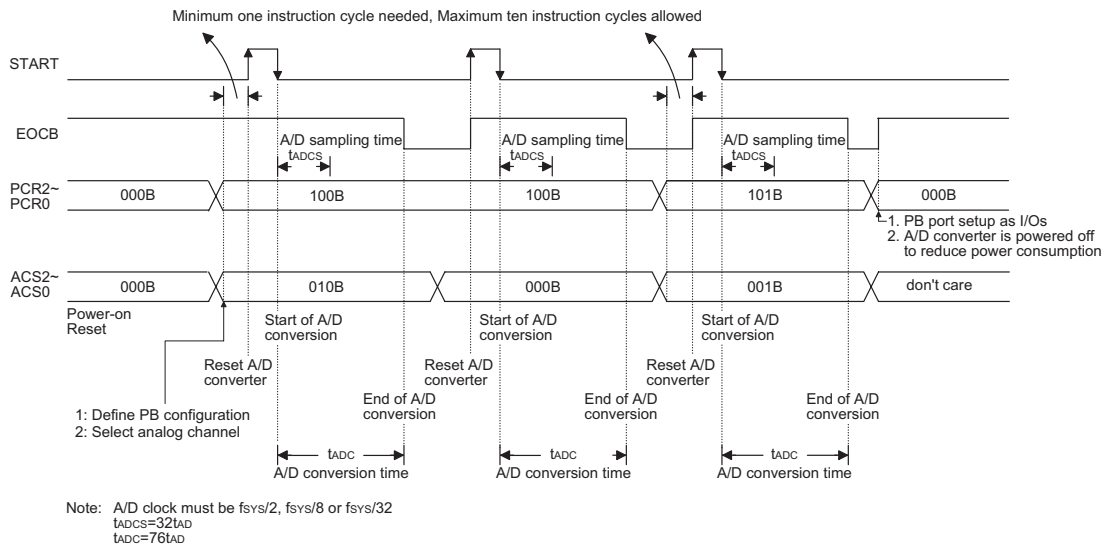 Minimum one instruction cycle needed, Maximum ten instruction cycles allowed
START
EOCB
A/D sampling time
tADCS
A/D sampling time
tADCS
A/D sampling time
tADCS
PCR2~
PCR0
000B
100B
100B
101B
000B
1. PB port setup as I/Os
2. A/D converter is powered off
to reduce power consumption
ACS2~
ACS0
000B
010B
000B
001B
don't care
Power-on
Reset
Start of A/D
conversion
Start of A/D
conversion
Start of A/D
conversion
Reset A/D
converter
Reset A/D
converter
Reset A/D
converter
End of A/D
conversion
End of A/D
conversion
End of A/D
conversion
1: Define PB configuration
2: Select analog channel
tADC
A/D conversion time
tADC
A/D conversion time
tADC
A/D conversion time
Note: A/D clock must be fSYS/2, fSYS/8 or fSYS/32
tADCS=32tAD
tADC=76tAD